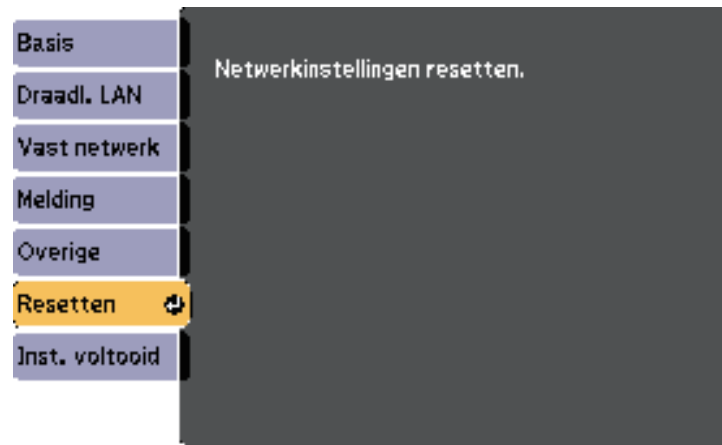 Basis
Netwerkinstellingen resetten.
Draadl. LAN
Vast netwerk
Melding
Overige
Resetten
Inst. voltooid